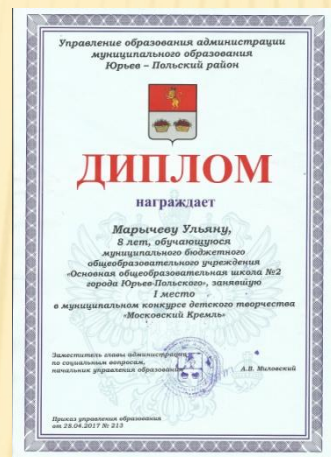 Управление образования администрации
муниципального образования
Юрьев – Польский район
ДИПЛОМ
награждает
Марычеву Ульяну,
8 лет, обучающуюся
муниципального бюджетного
общеобразовательного учреждения
«Основная общеобразовательная школа №2
города Юрьев-Польского», занявшую
I место
в муниципальном конкурсе детского творчества
«Московский Кремль»
Заместитель главы администрации
по социальным вопросам,
начальник управления образования
А.В. Миловский
Приказ управления образования
от 18.04.2017 № 213